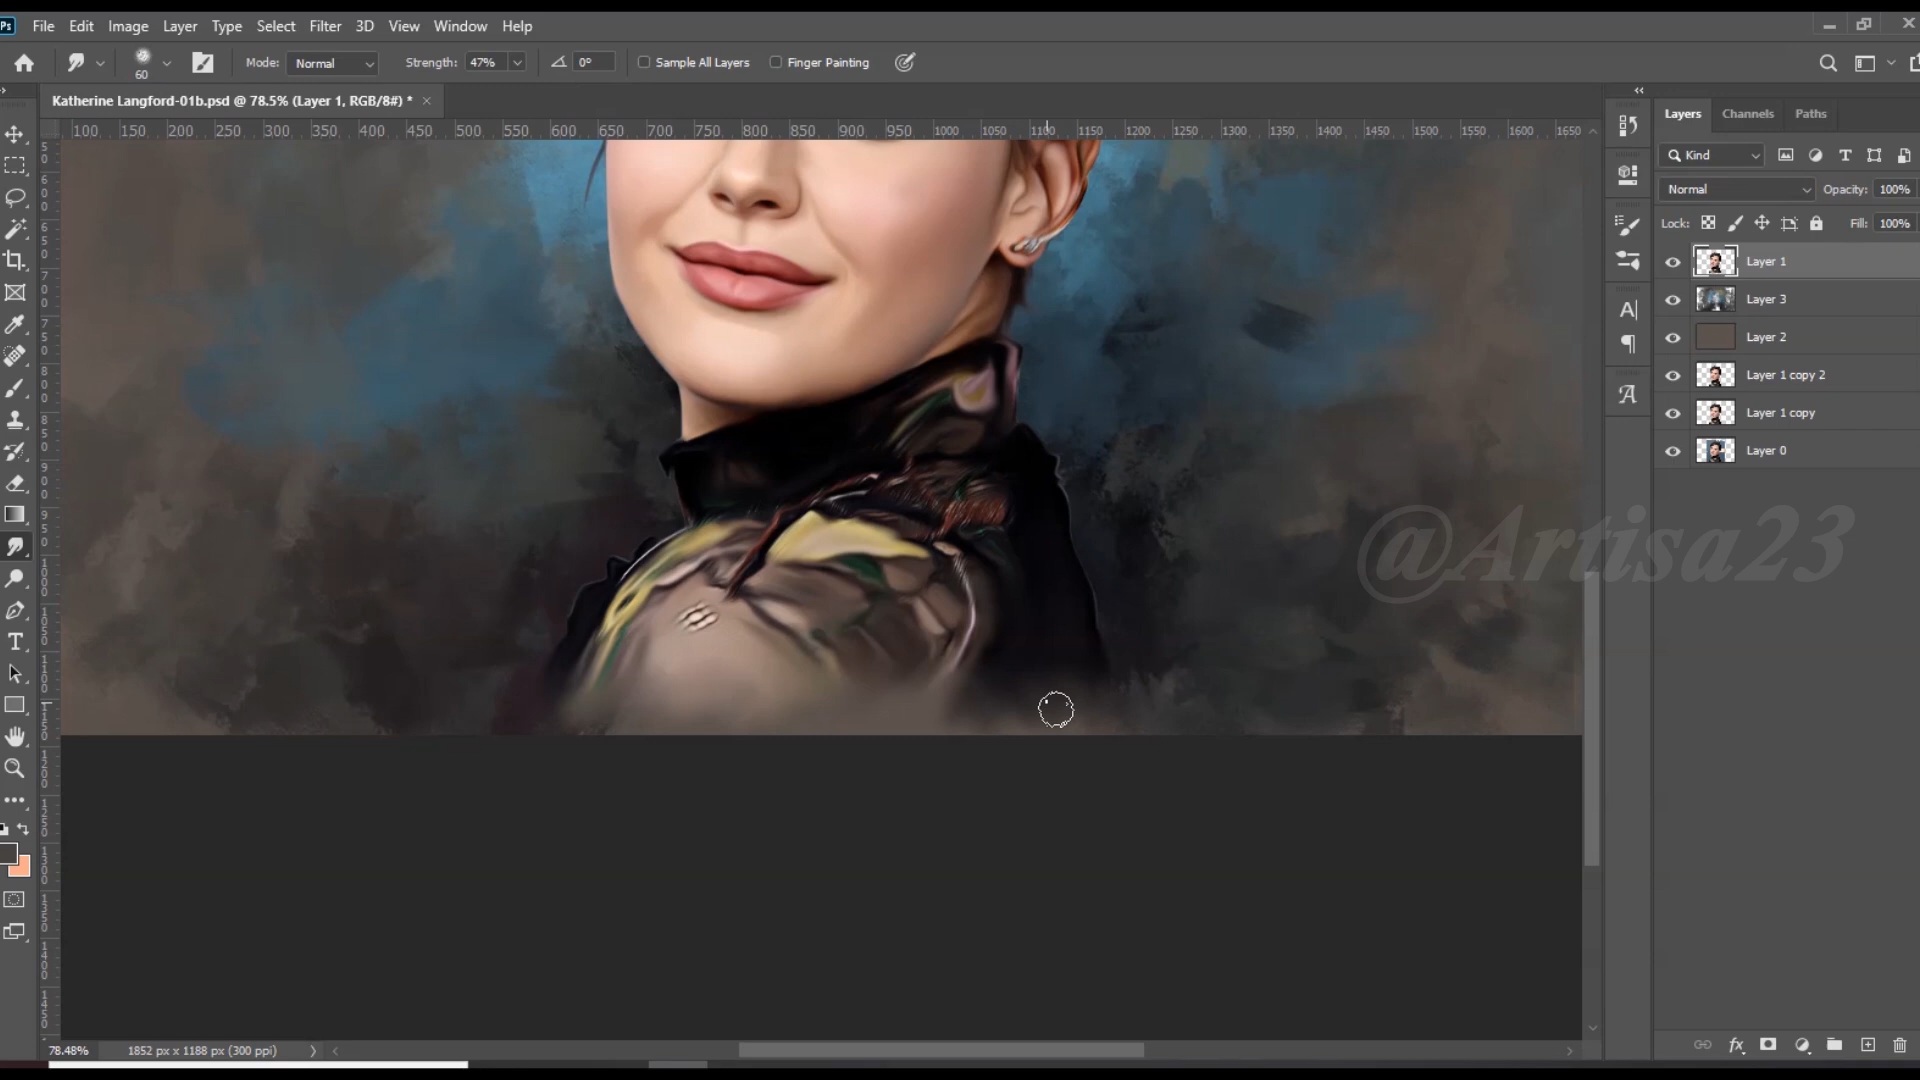 Ps File Edit Image Layer Type Select Filter 3D View Window Help
60 Mode: Normal Strength: 47% 0° Sample All Layers Finger Painting
Katherine Langford-01b.psd @ 78.5% (Layer 1, RGB/8#) * ×
100 150 200 250 300 350 400 450 500 550 600 650 700 750 800 850 900 950 1000 1050 1100 1150 1200 1250 1300 1350 1400 1450 1500 1550 1600 1650
Layers Channels Paths
Kind
Normal Opacity: 100%
Lock: Fill: 100%
Layer 1
Layer 3
Layer 2
Layer 1 copy 2
Layer 1 copy
Layer 0
@Artisa23
78.48% 1852 px x 1188 px (300 ppi)